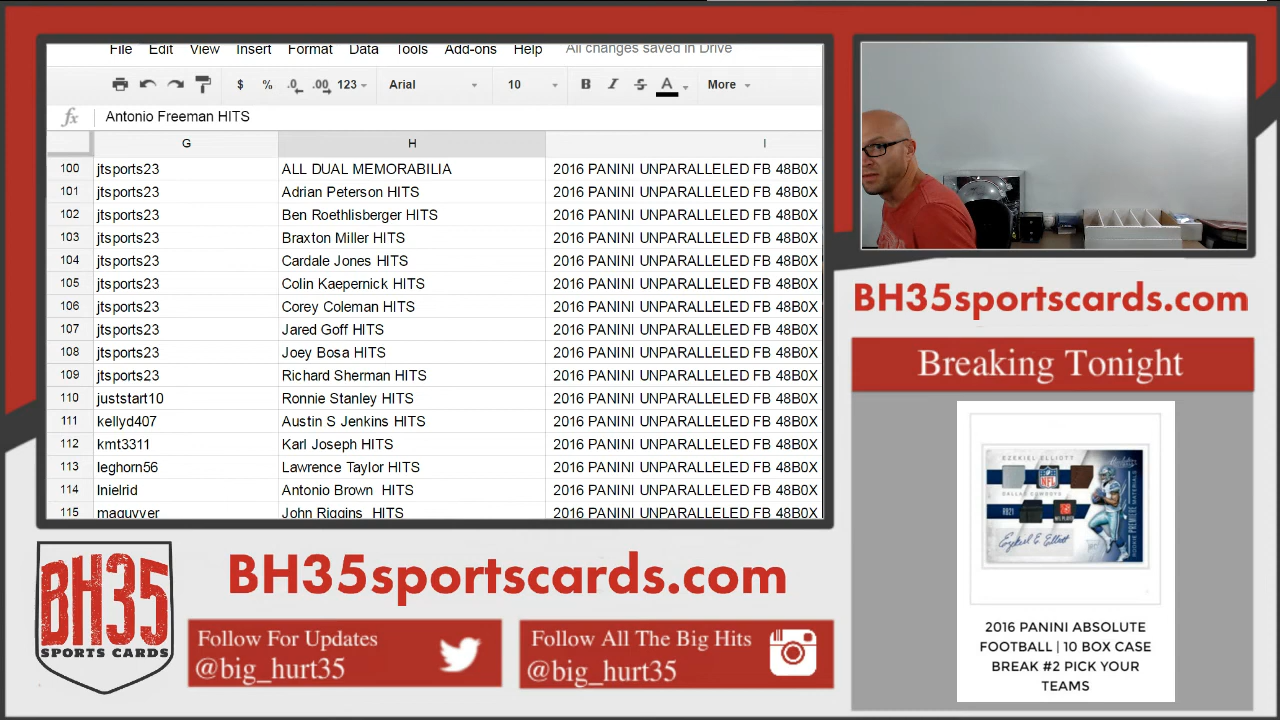 File Edit View Insert Format Data Tools Add-ons Help All changes saved in Drive
$ % .0 .00 123 Arial 10 B I S A More
fx Antonio Freeman HITS
G H I
100 jtsports23 ALL DUAL MEMORABILIA 2016 PANINI UNPARALLELED FB 48B0X
101 jtsports23 Adrian Peterson HITS 2016 PANINI UNPARALLELED FB 48B0X
102 jtsports23 Ben Roethlisberger HITS 2016 PANINI UNPARALLELED FB 48B0X
103 jtsports23 Braxton Miller HITS 2016 PANINI UNPARALLELED FB 48B0X
104 jtsports23 Cardale Jones HITS 2016 PANINI UNPARALLELED FB 48B0X
105 jtsports23 Colin Kaepernick HITS 2016 PANINI UNPARALLELED FB 48B0X
106 jtsports23 Corey Coleman HITS 2016 PANINI UNPARALLELED FB 48B0X
107 jtsports23 Jared Goff HITS 2016 PANINI UNPARALLELED FB 48B0X
108 jtsports23 Joey Bosa HITS 2016 PANINI UNPARALLELED FB 48B0X
109 jtsports23 Richard Sherman HITS 2016 PANINI UNPARALLELED FB 48B0X
110 juststart10 Ronnie Stanley HITS 2016 PANINI UNPARALLELED FB 48B0X
111 kellyd407 Austin S Jenkins HITS 2016 PANINI UNPARALLELED FB 48B0X
112 kmt3311 Karl Joseph HITS 2016 PANINI UNPARALLELED FB 48B0X
113 leghorn56 Lawrence Taylor HITS 2016 PANINI UNPARALLELED FB 48B0X
114 lnielrid Antonio Brown HITS 2016 PANINI UNPARALLELED FB 48B0X
115 maguyver John Riggins HITS 2016 PANINI UNPARALLELED FB 48B0X
BH35sportscards.com
Breaking Tonight
EZEKIEL ELLIOTT
DALLAS COWBOYS
NFL
RB21
Ezekiel E. Elliott
2016 PANINI ABSOLUTE
FOOTBALL | 10 BOX CASE
BREAK #2 PICK YOUR
TEAMS
BH35
SPORTS CARDS
BH35sportscards.com
Follow For Updates
@big_hurt35
Follow All The Big Hits
@big_hurt35